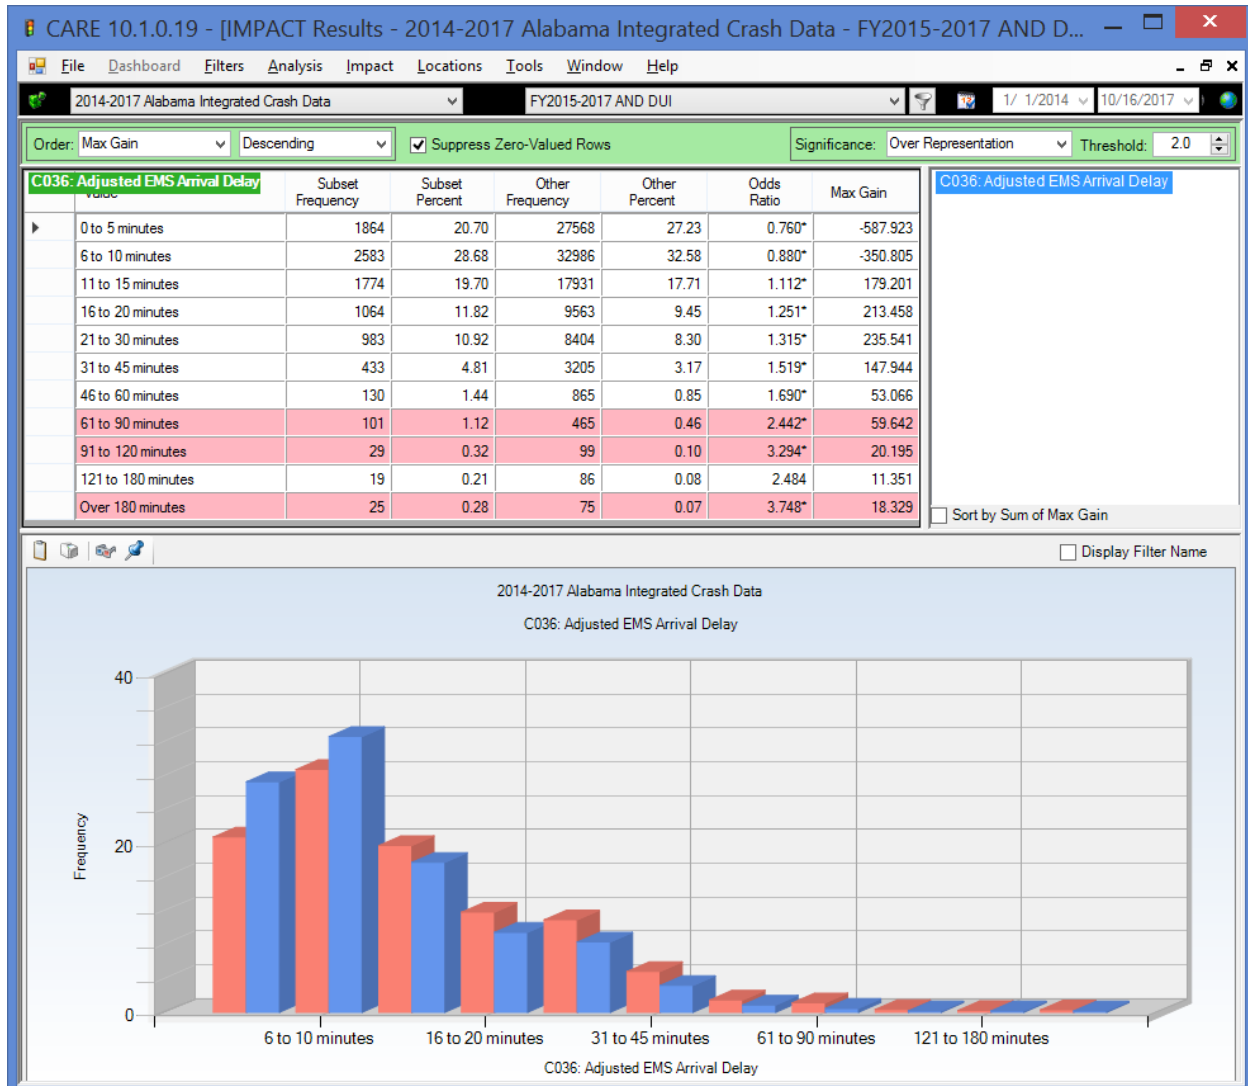 CARE 10.1.0.19 - [IMPACT Results - 2014-2017 Alabama Integrated Crash Data - FY2015-2017 AND D...
File Dashboard Filters Analysis Impact Locations Tools Window Help
2014-2017 Alabama Integrated Crash Data FY2015-2017 AND DUI 1/ 1/2014 10/16/2017
Order: Max Gain Descending Suppress Zero-Valued Rows Significance: Over Representation Threshold: 2.0
C036: Adjusted EMS Arrival Delay Subset Frequency Subset Percent Other Frequency Other Percent Odds Ratio Max Gain
0 to 5 minutes 1864 20.70 27568 27.23 0.760* -587.923
6 to 10 minutes 2583 28.68 32986 32.58 0.880* -350.805
11 to 15 minutes 1774 19.70 17931 17.71 1.112* 179.201
16 to 20 minutes 1064 11.82 9563 9.45 1.251* 213.458
21 to 30 minutes 983 10.92 8404 8.30 1.315* 235.541
31 to 45 minutes 433 4.81 3205 3.17 1.519* 147.944
46 to 60 minutes 130 1.44 865 0.85 1.690* 53.066
61 to 90 minutes 101 1.12 465 0.46 2.442* 59.642
91 to 120 minutes 29 0.32 99 0.10 3.294* 20.195
121 to 180 minutes 19 0.21 86 0.08 2.484 11.351
Over 180 minutes 25 0.28 75 0.07 3.748* 18.329
C036: Adjusted EMS Arrival Delay
Sort by Sum of Max Gain
Display Filter Name
2014-2017 Alabama Integrated Crash Data
C036: Adjusted EMS Arrival Delay
40
20
0
Frequency
6 to 10 minutes 16 to 20 minutes 31 to 45 minutes 61 to 90 minutes 121 to 180 minutes
C036: Adjusted EMS Arrival Delay